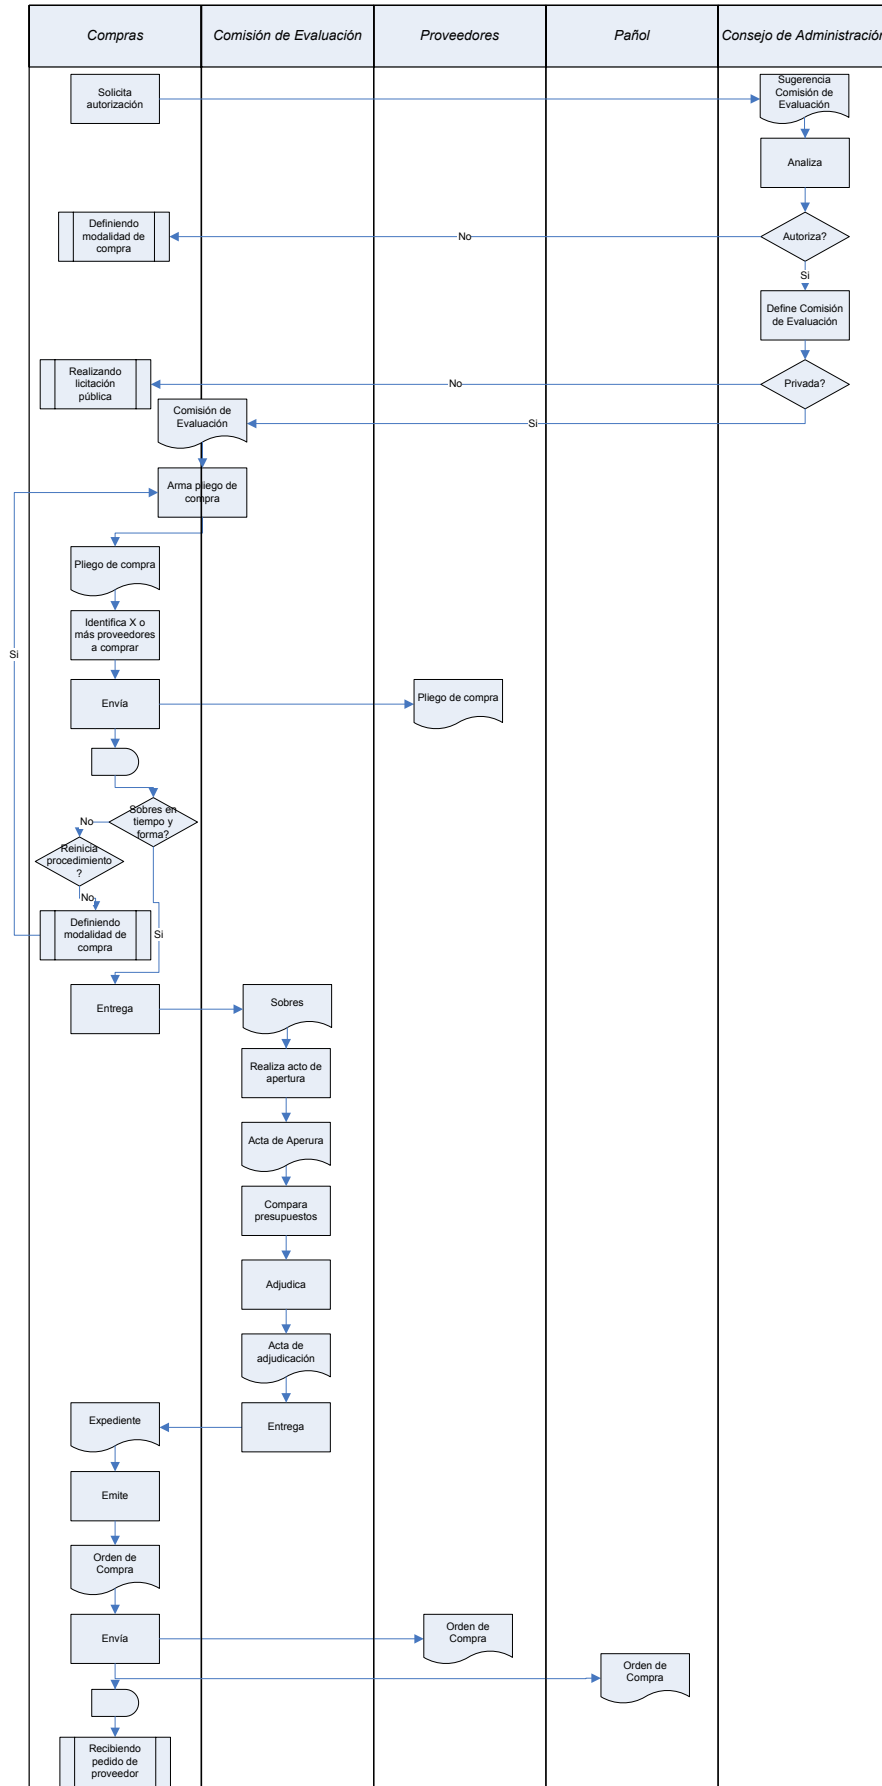 Compras
Comisión de Evaluación
Proveedores
Pañol
Consejo de Administración
Solicita
autorización
Sugerencia
Comisión de
Evaluación
Analiza
Definiendo
modalidad de
compra
No
Autoriza?
Si
Define Comisión
de Evaluación
Realizando
licitación
pública
No
Privada?
Comisión de
Evaluación
Si
Arma pliego de
compra
Pliego de compra
Identifica X o
más proveedores
a comprar
Si
Envía
Pliego de compra
Sobres en
tiempo y
forma?
No
Reinicia
procedimiento
?
No
Definiendo
modalidad de
compra
Si
Entrega
Sobres
Realiza acto de
apertura
Acta de Aperura
Compara
presupuestos
Adjudica
Acta de
adjudicación
Expediente
Entrega
Emite
Orden de
Compra
Envía
Orden de
Compra
Orden de
Compra
Recibiendo
pedido de
proveedor